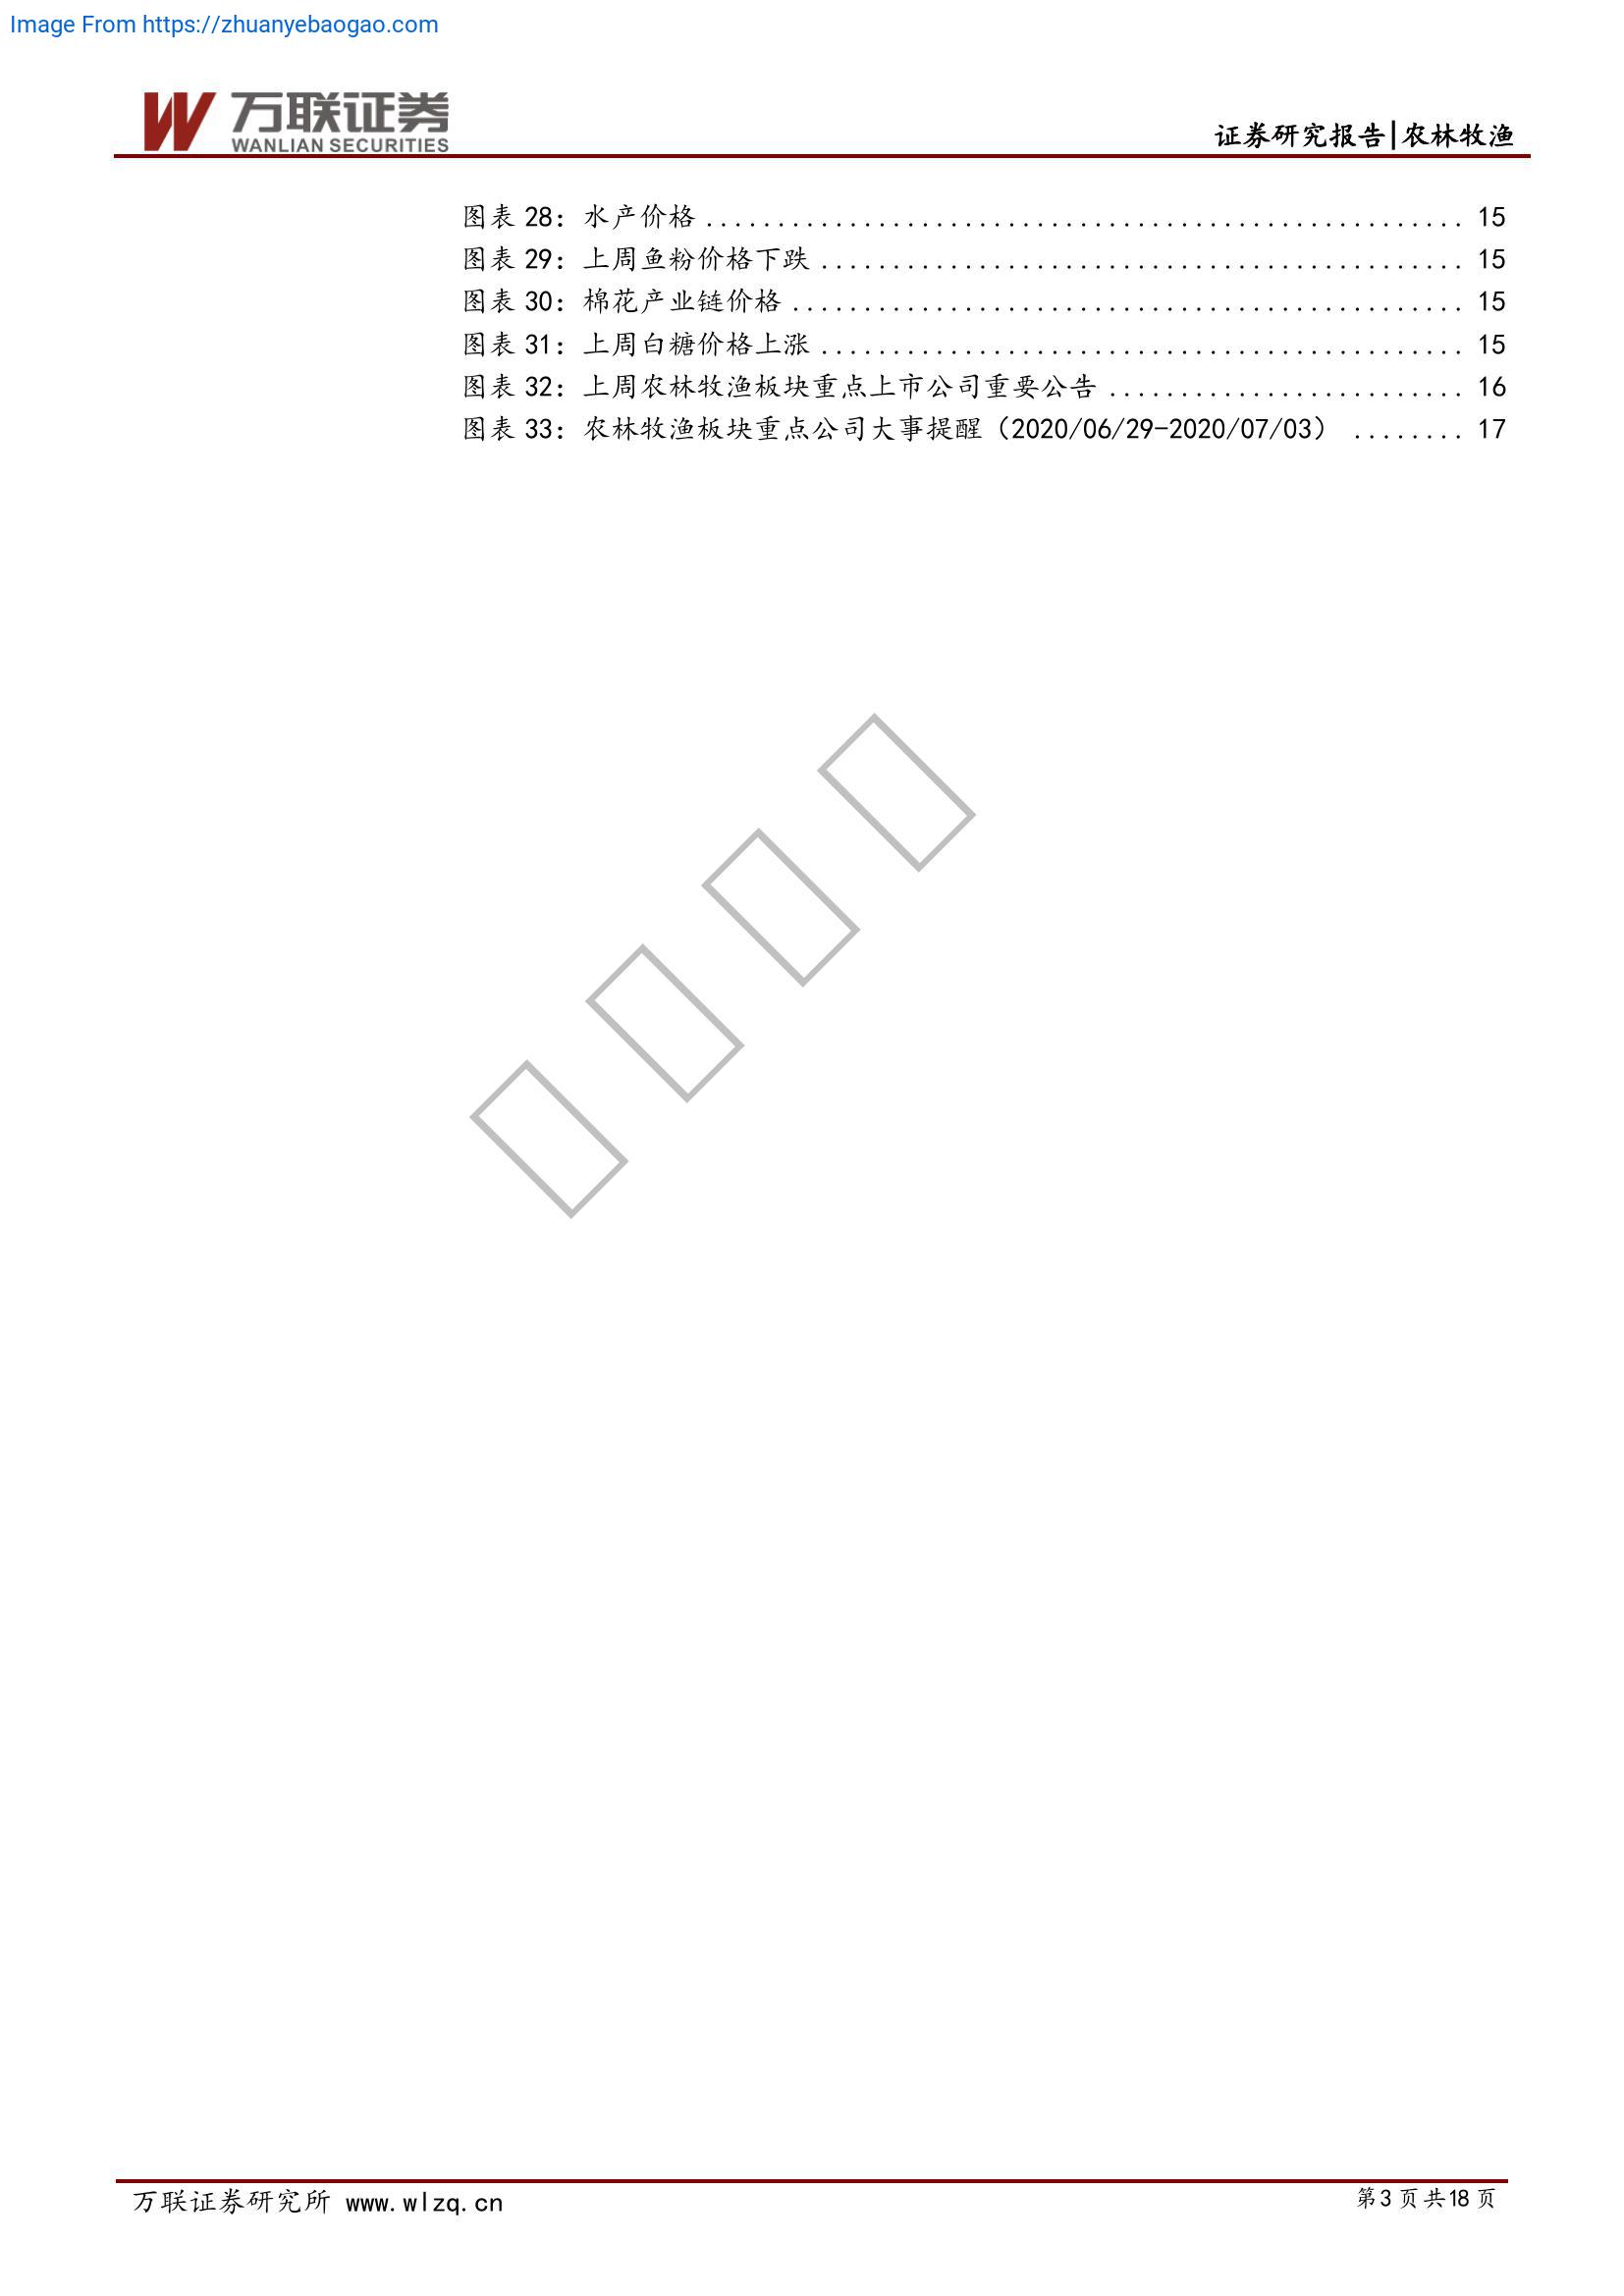 Image From https://zhuanyebaogao.com
万联证券
WANLIAN SECURITIES
证券研究报告|农林牧渔
图表 28：水产价格 ..................................................... 15
图表 29：上周鱼粉价格下跌 ............................................. 15
图表 30：棉花产业链价格 ............................................... 15
图表 31：上周白糖价格上涨 ............................................. 15
图表 32：上周农林牧渔板块重点上市公司重要公告 ......................... 16
图表 33：农林牧渔板块重点公司大事提醒（2020/06/29-2020/07/03） ........ 17
万联证券研究所 www.wlzq.cn
第3页共18页